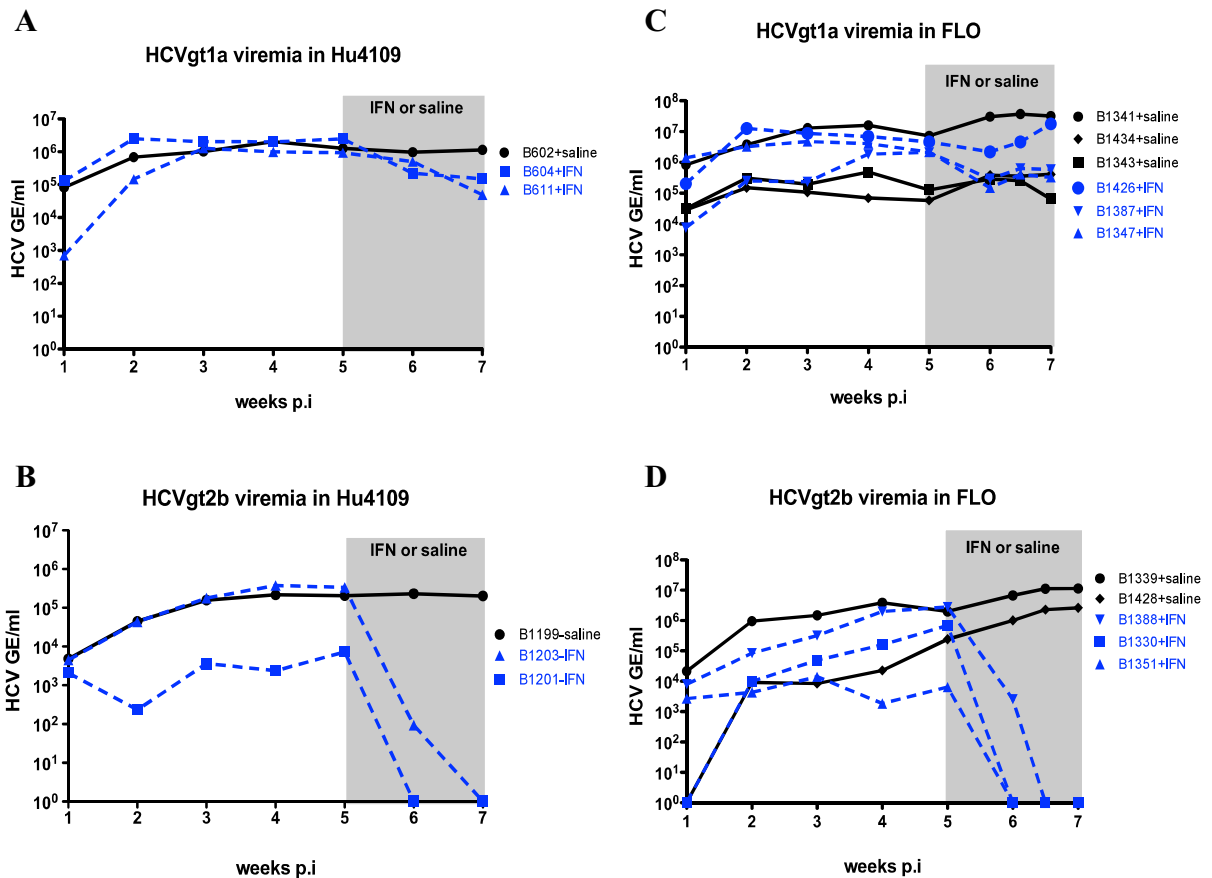 A
HCVgt1a viremia in Hu4109
IFN or saline
HCV GE/ml
10^7
10^6
10^5
10^4
10^3
10^2
10^1
10^0
1 2 3 4 5 6 7
weeks p.i
B602+saline
B604+IFN
B611+IFN
C
HCVgt1a viremia in FLO
IFN or saline
HCV GE/ml
10^8
10^7
10^6
10^5
10^4
10^3
10^2
10^1
10^0
1 2 3 4 5 6 7
weeks p.i
B1341+saline
B1434+saline
B1343+saline
B1426+IFN
B1387+IFN
B1347+IFN
B
HCVgt2b viremia in Hu4109
IFN or saline
HCV GE/ml
10^7
10^6
10^5
10^4
10^3
10^2
10^1
10^0
1 2 3 4 5 6 7
weeks p.i
B1199-saline
B1203-IFN
B1201-IFN
D
HCVgt2b viremia in FLO
IFN or saline
HCV GE/ml
10^8
10^7
10^6
10^5
10^4
10^3
10^2
10^1
10^0
1 2 3 4 5 6 7
weeks p.i
B1339+saline
B1428+saline
B1388+IFN
B1330+IFN
B1351+IFN